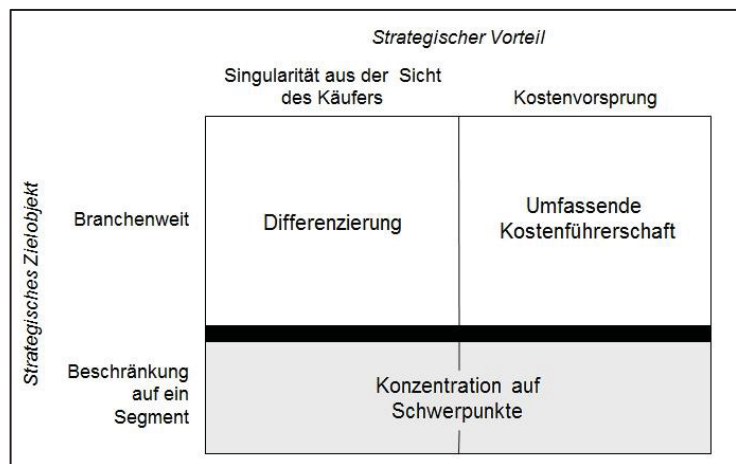 Strategischer Vorteil
Singularität aus der Sicht
des Käufers
Kostenvorsprung
Strategisches Zielobjekt
Branchenweit
Differenzierung
Umfassende
Kostenführerschaft
Beschränkung
auf ein
Segment
Konzentration auf
Schwerpunkte